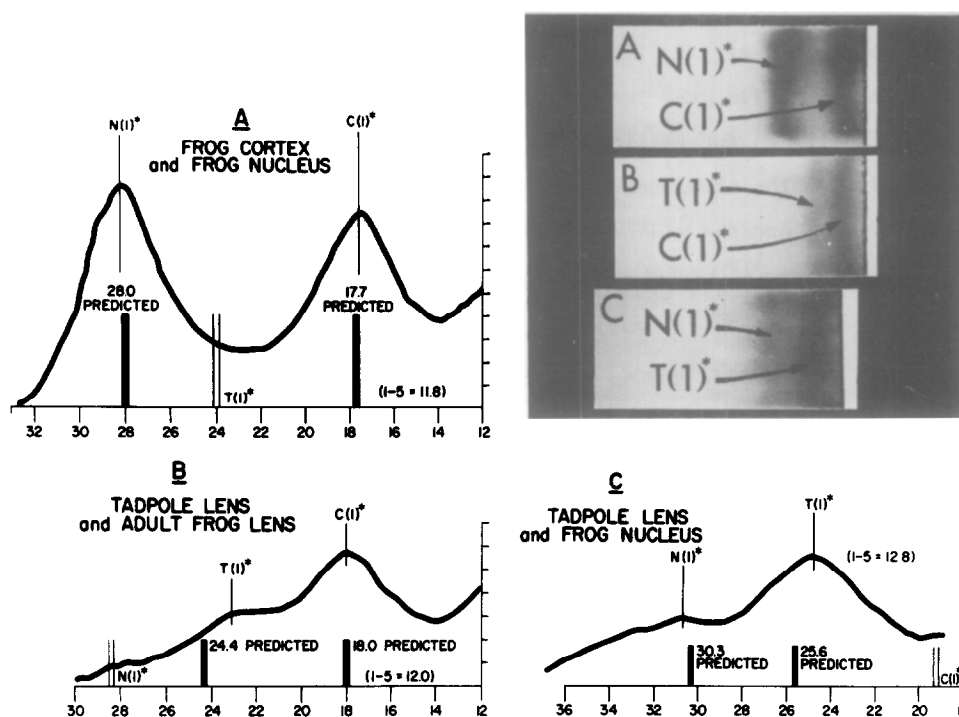 A
FROG CORTEX
and FROG NUCLEUS
N(1)*
C(1)*
28.0
PREDICTED
17.7
PREDICTED
T(1)*
(1-5 = 11.8)
32 30 28 26 24 22 20 18 16 14 12
A
N(1)*
C(1)*
B
T(1)*
C(1)*
C
N(1)*
T(1)*
B
TADPOLE LENS
and ADULT FROG LENS
C(1)*
T(1)*
24.4 PREDICTED
18.0 PREDICTED
N(1)*
(1-5 = 12.0)
30 28 26 24 22 20 18 16 14 12
C
TADPOLE LENS
and FROG NUCLEUS
T(1)*
N(1)*
(1-5 = 12.8)
30.3
PREDICTED
25.6
PREDICTED
C(1)*
36 34 32 30 28 26 24 22 20 18